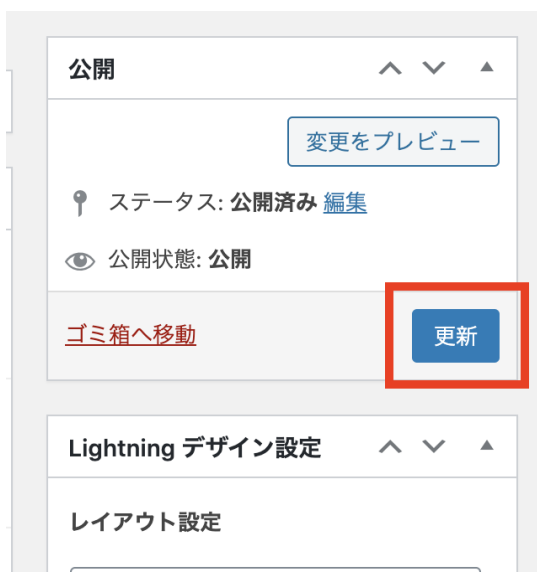 公開
変更をプレビュー
ステータス: 公開済み 編集
公開状態: 公開
ゴミ箱へ移動
更新
Lightning デザイン設定
レイアウト設定